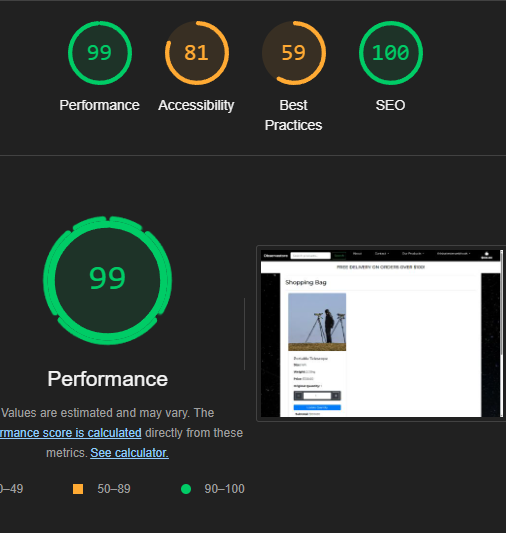 99
81
59
100
Performance
Accessibility
Best
Practices
SEO
99
Performance
Values are estimated and may vary. The
rmance score is calculated directly from these
metrics. See calculator.
0–49
50–89
90–100
FREE DELIVERY ON ORDERS OVER $100
Shopping Bag
Portable Telescope